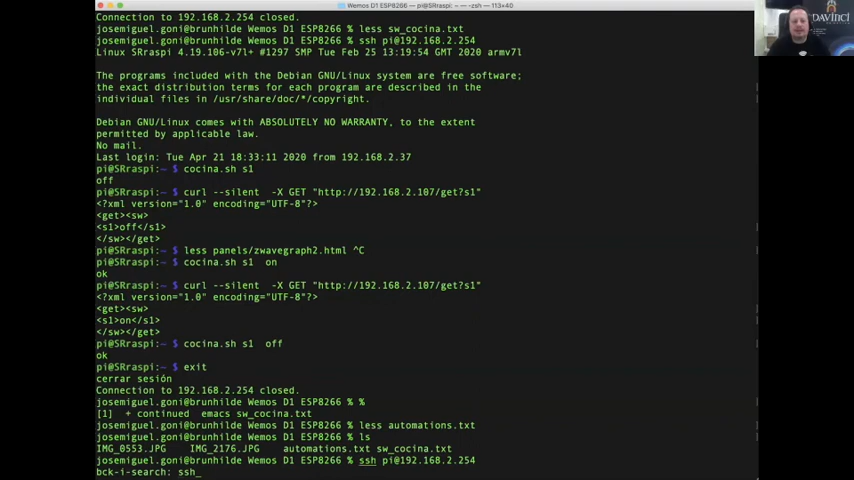 Wemos D1 ESP8266 — pi@SRraspi: ~ — -zsh — 113×40
DAVINCI
Connection to 192.168.2.254 closed.
josemiguel.goni@brunhilde Wemos D1 ESP8266 % less sw_cocina.txt
josemiguel.goni@brunhilde Wemos D1 ESP8266 % ssh pi@192.168.2.254
Linux SRraspi 4.19.106-v7l+ #1297 SMP Tue Feb 25 13:19:54 GMT 2020 armv7l
The programs included with the Debian GNU/Linux system are free software;
the exact distribution terms for each program are described in the
individual files in /usr/share/doc/*/copyright.
Debian GNU/Linux comes with ABSOLUTELY NO WARRANTY, to the extent
permitted by applicable law.
No mail.
Last login: Tue Apr 21 18:33:11 2020 from 192.168.2.37
pi@SRraspi:~ $ cocina.sh s1
off
pi@SRraspi:~ $ curl --silent  -X GET "http://192.168.2.107/get?s1"
<?xml version="1.0" encoding="UTF-8"?>
<get><sw>
<s1>off</s1>
</sw></get>
pi@SRraspi:~ $ less panels/zwavegraph2.html ^C
pi@SRraspi:~ $ cocina.sh s1  on
ok
pi@SRraspi:~ $ curl --silent  -X GET "http://192.168.2.107/get?s1"
<?xml version="1.0" encoding="UTF-8"?>
<get><sw>
<s1>on</s1>
</sw></get>
pi@SRraspi:~ $ cocina.sh s1  off
ok
pi@SRraspi:~ $ exit
cerrar sesión
Connection to 192.168.2.254 closed.
josemiguel.goni@brunhilde Wemos D1 ESP8266 % %
[1]  + continued  emacs sw_cocina.txt
josemiguel.goni@brunhilde Wemos D1 ESP8266 % less automations.txt
josemiguel.goni@brunhilde Wemos D1 ESP8266 % ls
IMG_0553.JPG    IMG_2176.JPG    automations.txt sw_cocina.txt
josemiguel.goni@brunhilde Wemos D1 ESP8266 % ssh pi@192.168.2.254
bck-i-search: ssh_